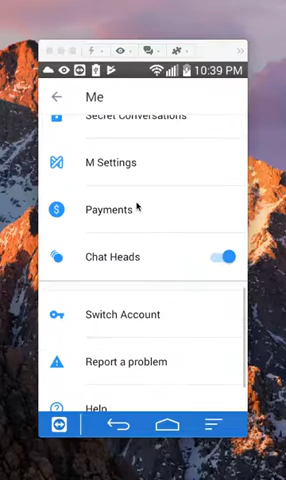 10:39 PM
Me
Secret Conversations
M Settings
Payments
Chat Heads
Switch Account
Report a problem
Help